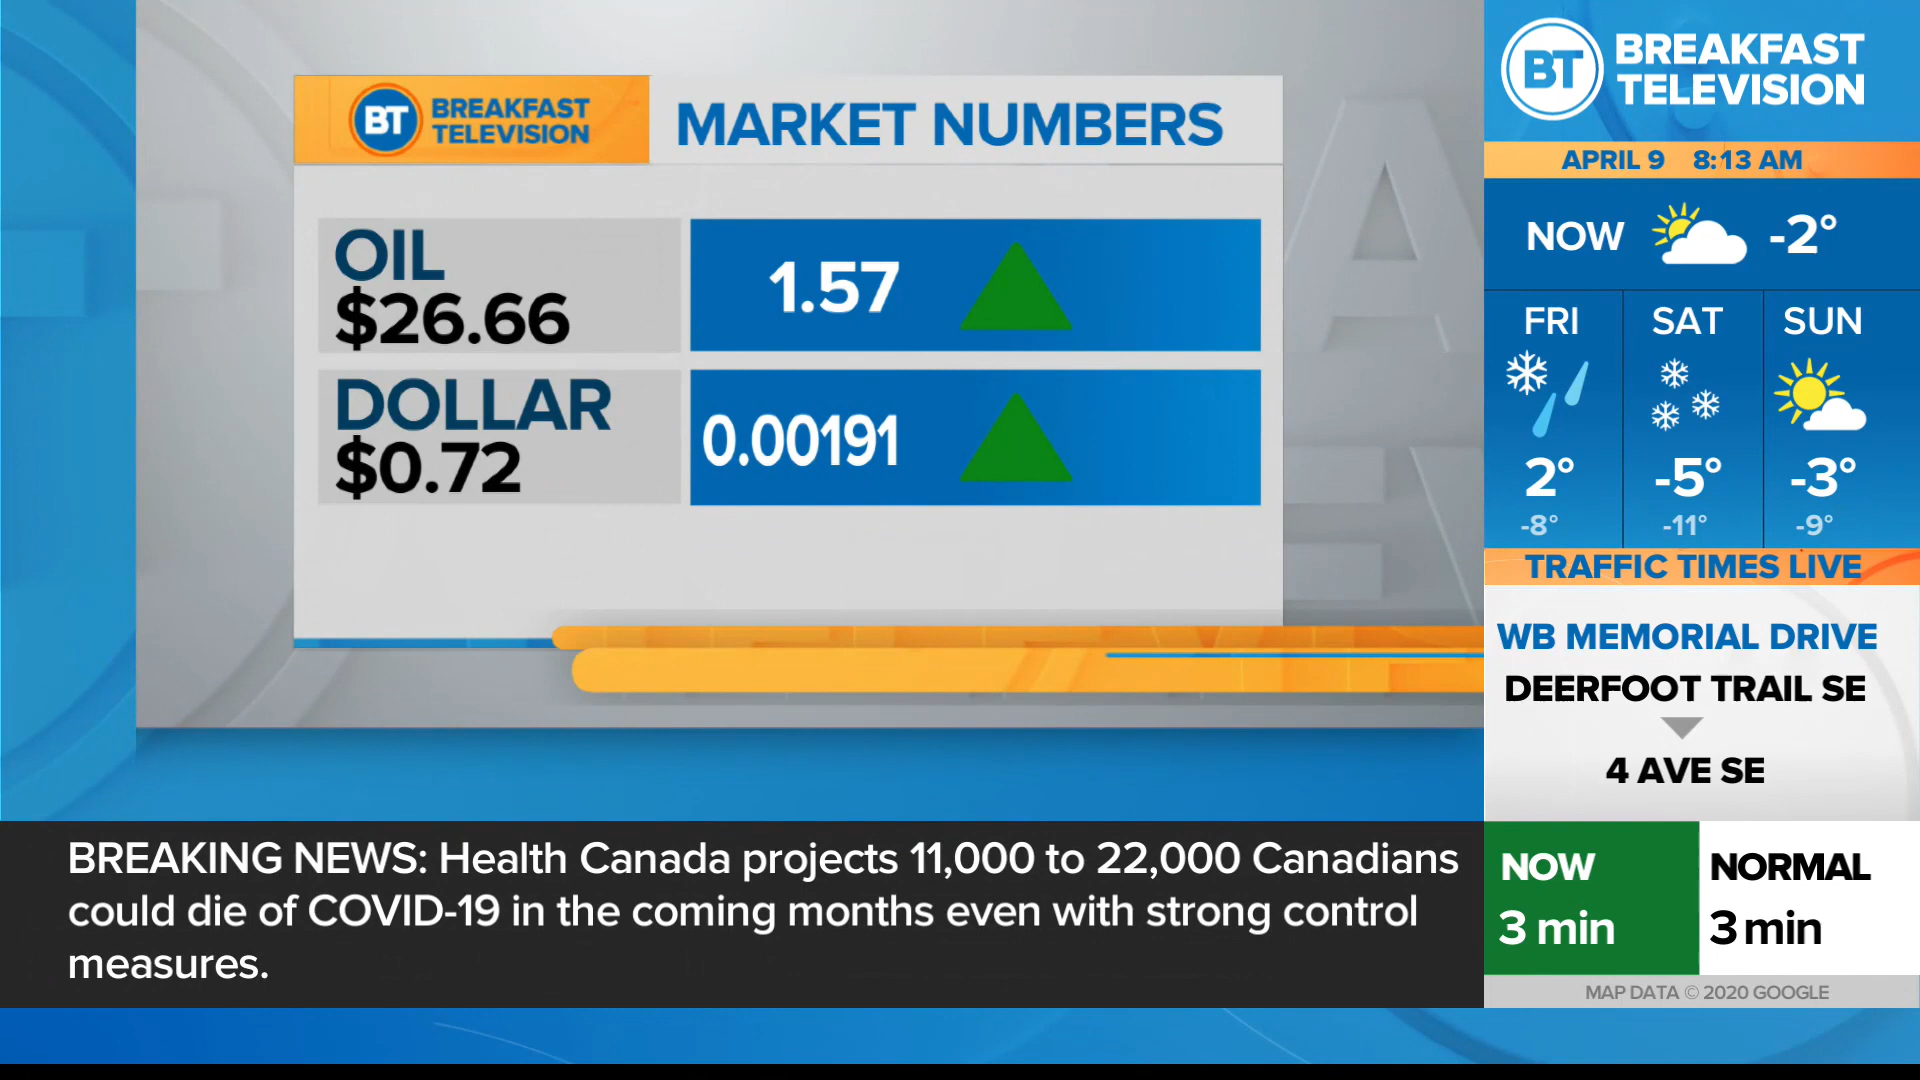 BT BREAKFAST
TELEVISION
MARKET NUMBERS
OIL
$26.66
1.57
DOLLAR
$0.72
0.00191
BREAKING NEWS: Health Canada projects 11,000 to 22,000 Canadians
could die of COVID-19 in the coming months even with strong control
measures.
BT BREAKFAST
TELEVISION
APRIL 9 8:13 AM
NOW -2°
FRI SAT SUN
2° -5° -3°
-8° -11° -9°
TRAFFIC TIMES LIVE
WB MEMORIAL DRIVE
DEERFOOT TRAIL SE
4 AVE SE
NOW NORMAL
3 min 3 min
MAP DATA © 2020 GOOGLE